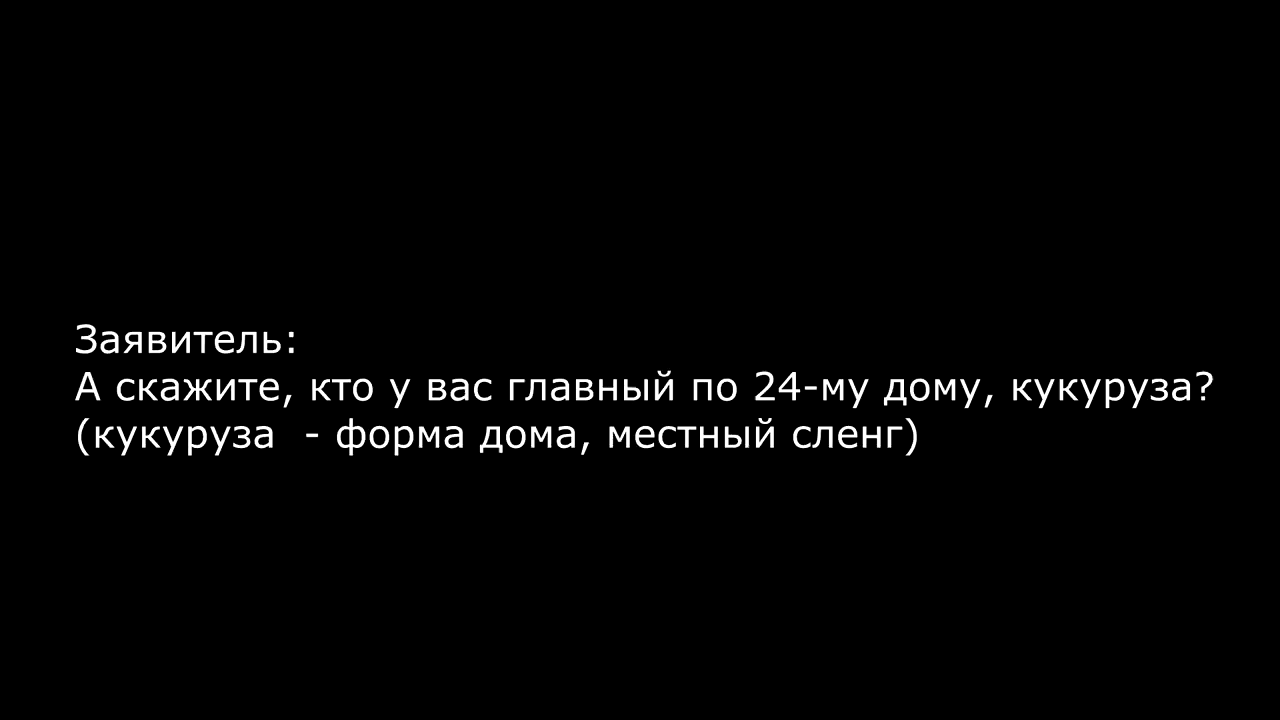 Заявитель:
А скажите, кто у вас главный по 24-му дому, кукуруза?
(кукуруза  - форма дома, местный сленг)